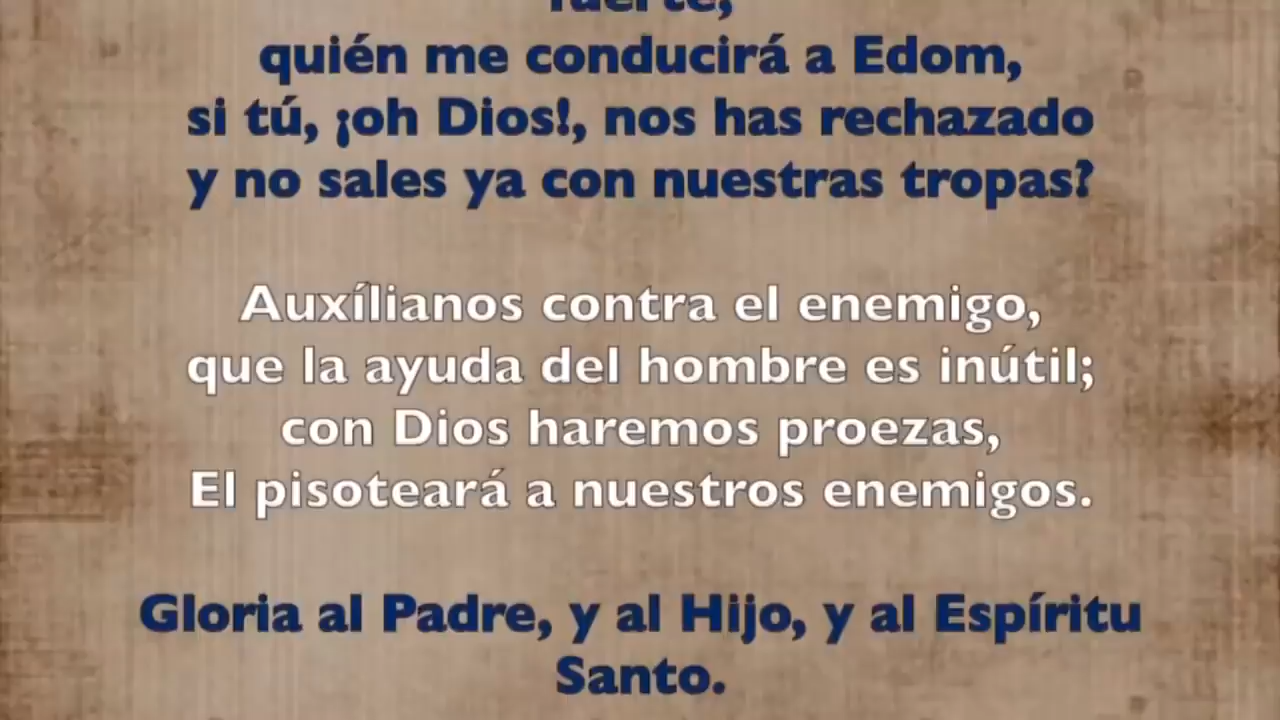 fuerte,
quién me conducirá a Edom,
si tú, ¡oh Dios!, nos has rechazado
y no sales ya con nuestras tropas?
Auxílianos contra el enemigo,
que la ayuda del hombre es inútil;
con Dios haremos proezas,
El pisoteará a nuestros enemigos.
Gloria al Padre, y al Hijo, y al Espíritu
Santo.